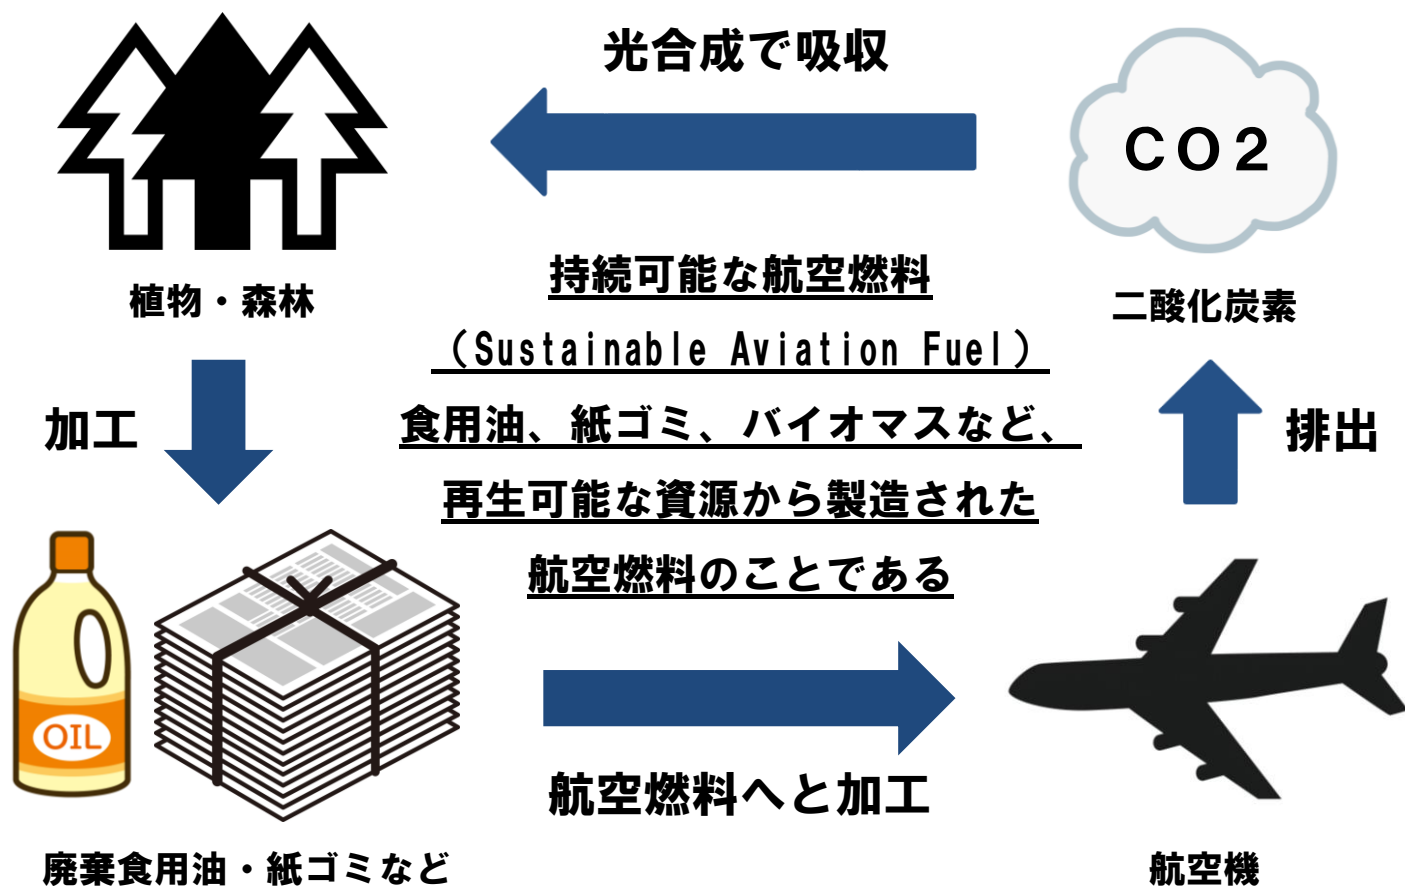 光合成で吸収
CO2
植物・森林
二酸化炭素
持続可能な航空燃料
（Sustainable Aviation Fuel）
食用油、紙ゴミ、バイオマスなど、
再生可能な資源から製造された
航空燃料のことである
加工
排出
OIL
航空燃料へと加工
廃棄食用油・紙ゴミなど
航空機